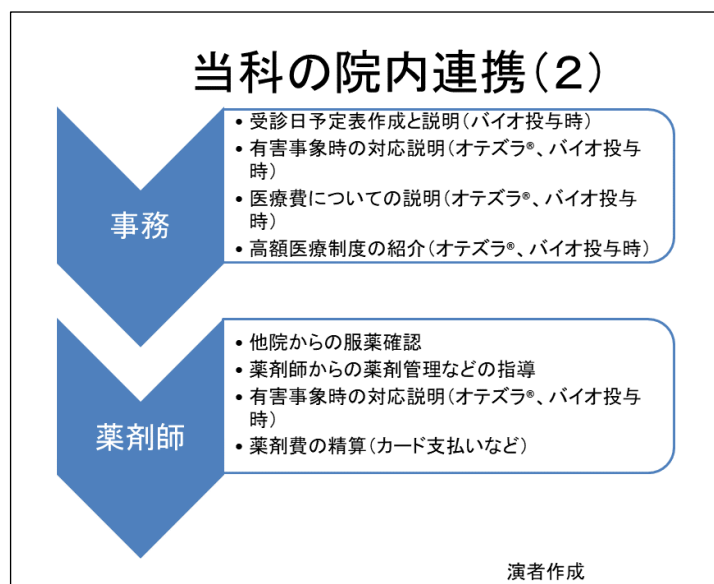 当科の院内連携(2)
事務
• 受診日予定表作成と説明(バイオ投与時)
• 有害事象時の対応説明(オテズラ®、バイオ投与
時)
• 医療費についての説明(オテズラ®、バイオ投与
時)
• 高額医療制度の紹介(オテズラ®、バイオ投与時)
薬剤師
• 他院からの服薬確認
• 薬剤師からの薬剤管理などの指導
• 有害事象時の対応説明(オテズラ®、バイオ投与
時)
• 薬剤費の精算(カード支払いなど)
演者作成